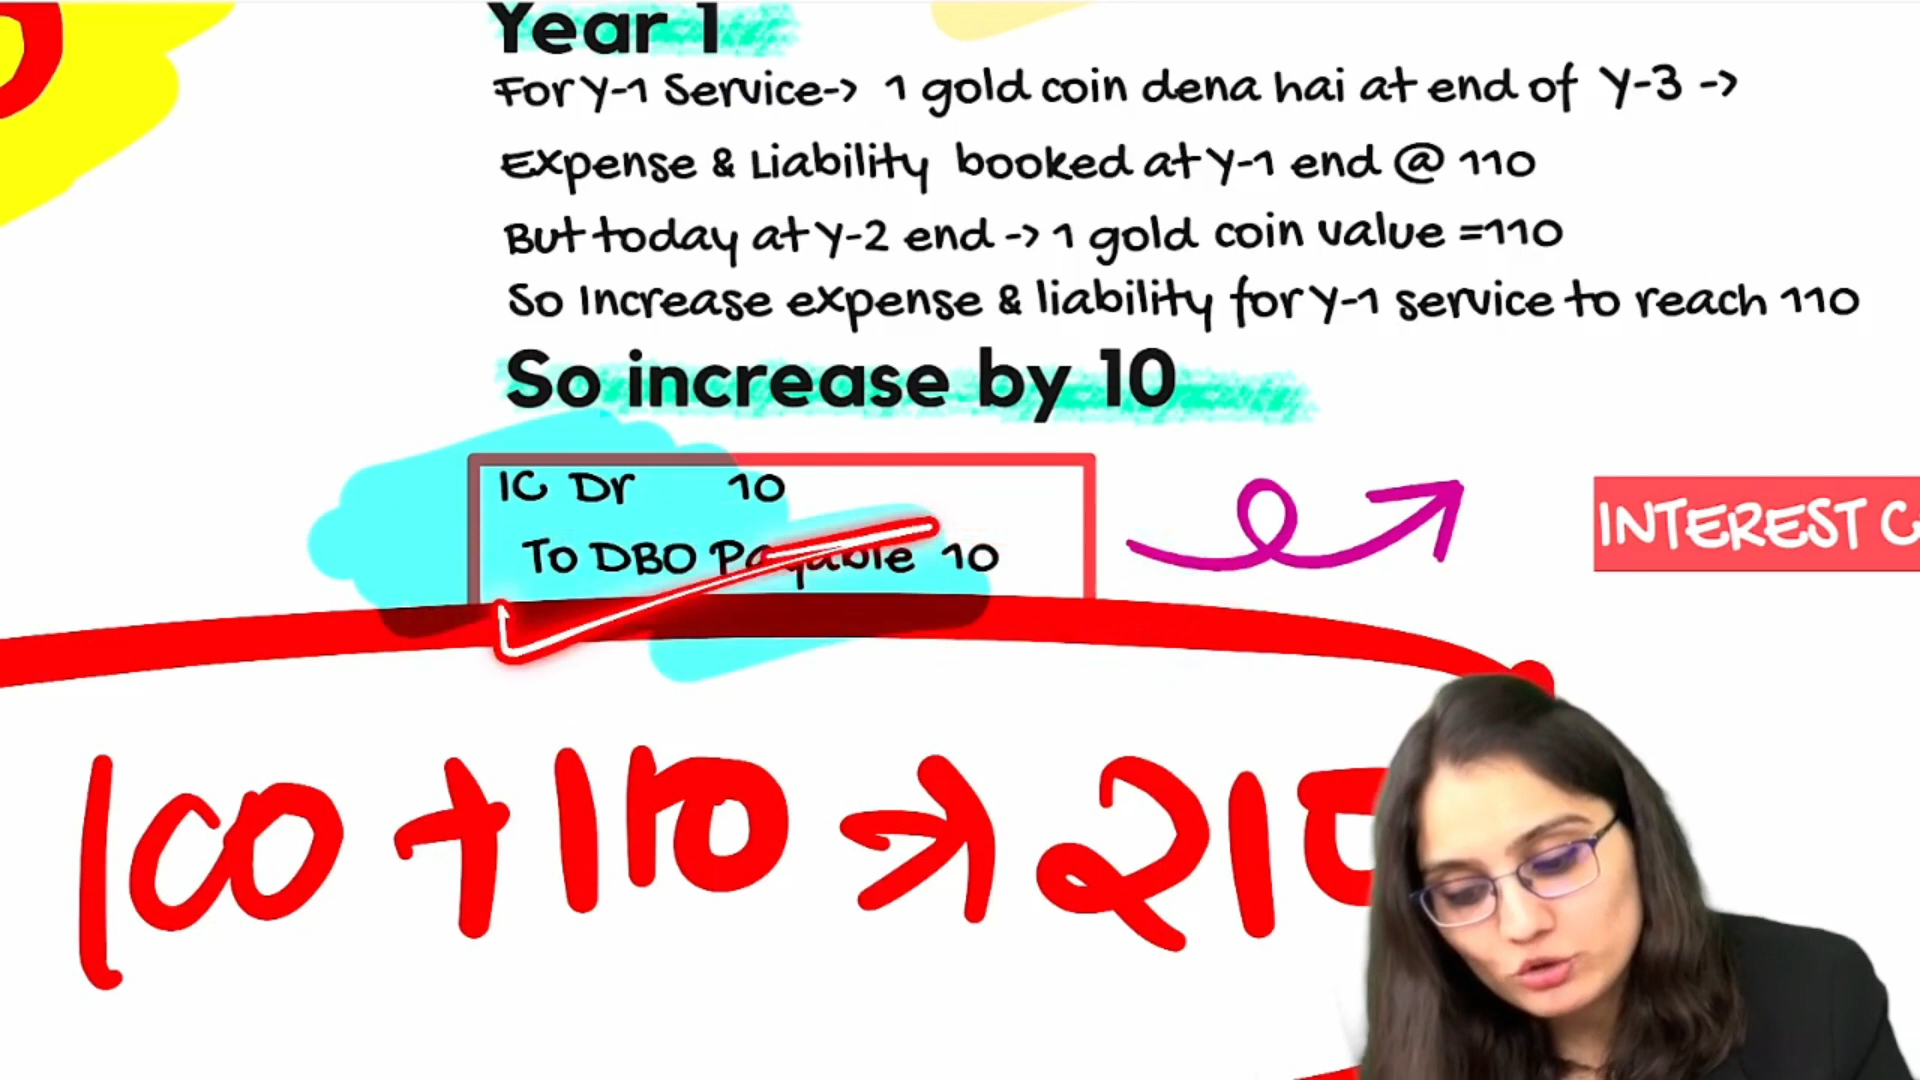 Year 1
For Y-1 Service-> 1 gold coin dena hai at end of Y-3 ->
Expense & Liability booked at Y-1 end @ 110
But today at Y-2 end -> 1 gold coin value =110
So Increase expense & liability for Y-1 service to reach 110
So increase by 10
IC Dr 10
To DBO Payable 10
INTEREST C
100 + 110 → 210